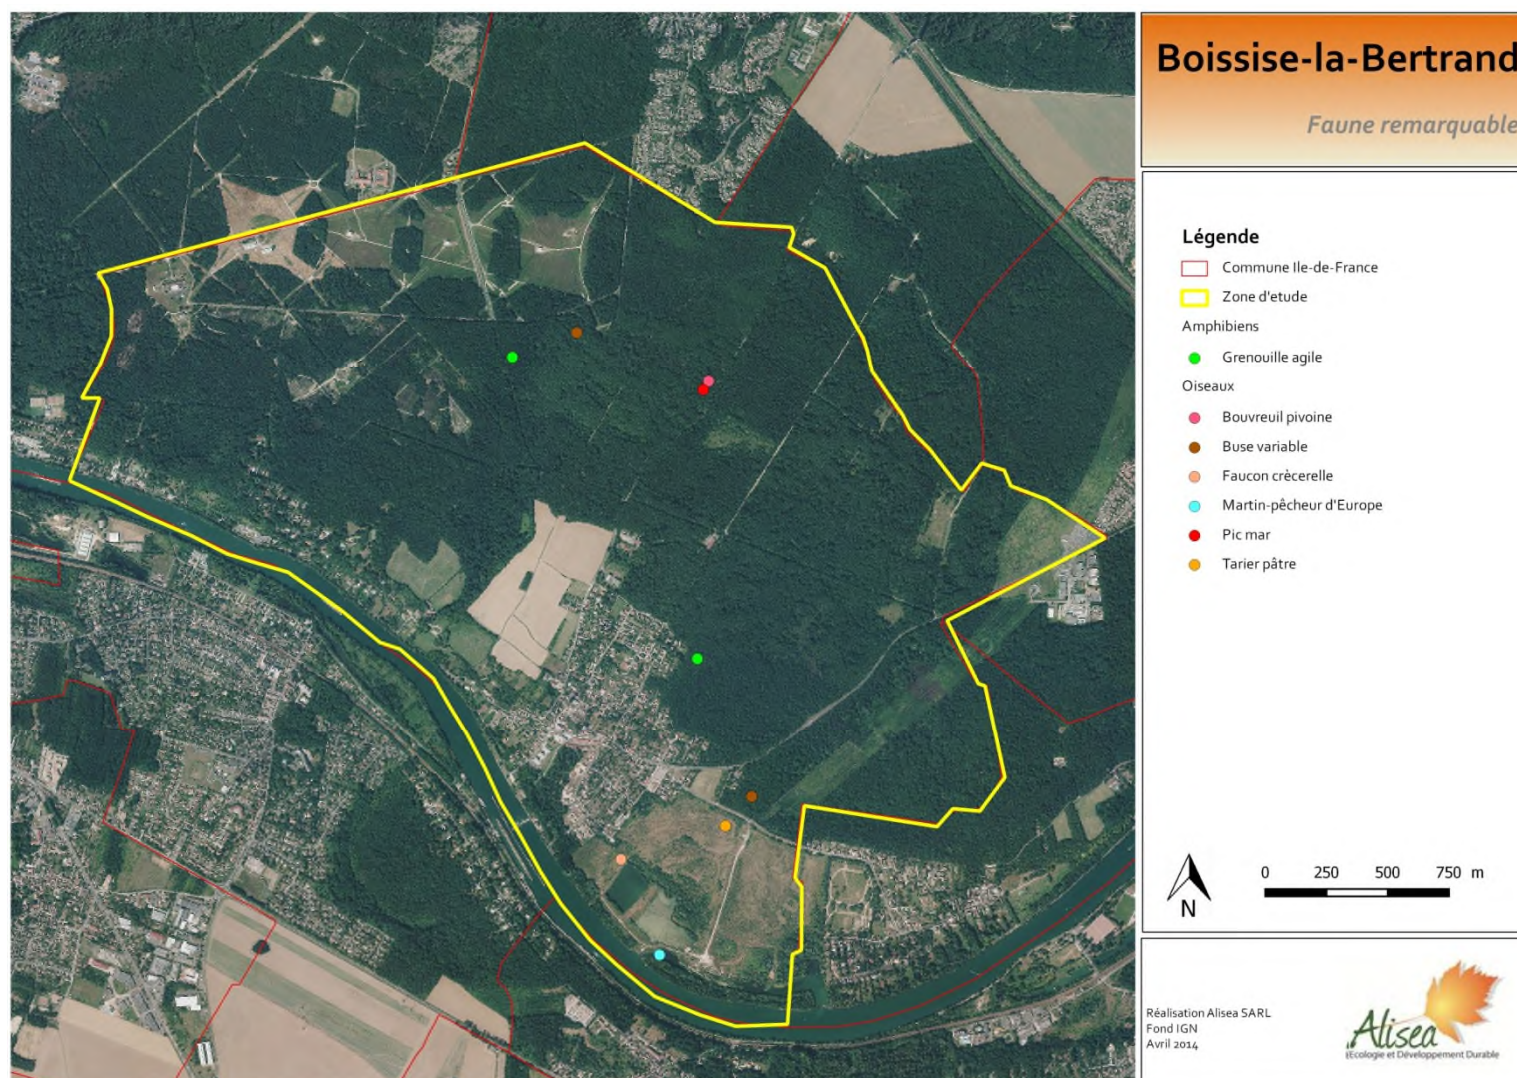 Boissise-la-Bertrand
Faune remarquable
Légende
Commune Ile-de-France
Zone d'etude
Amphibiens
Grenouille agile
Oiseaux
Bouvreuil pivoine
Buse variable
Faucon crècerelle
Martin-pêcheur d'Europe
Pic mar
Tarier pâtre
N
0 250 500 750 m
Réalisation Alisea SARL
Fond IGN
Avril 2014
Alisea
Ecologie et Développement Durable